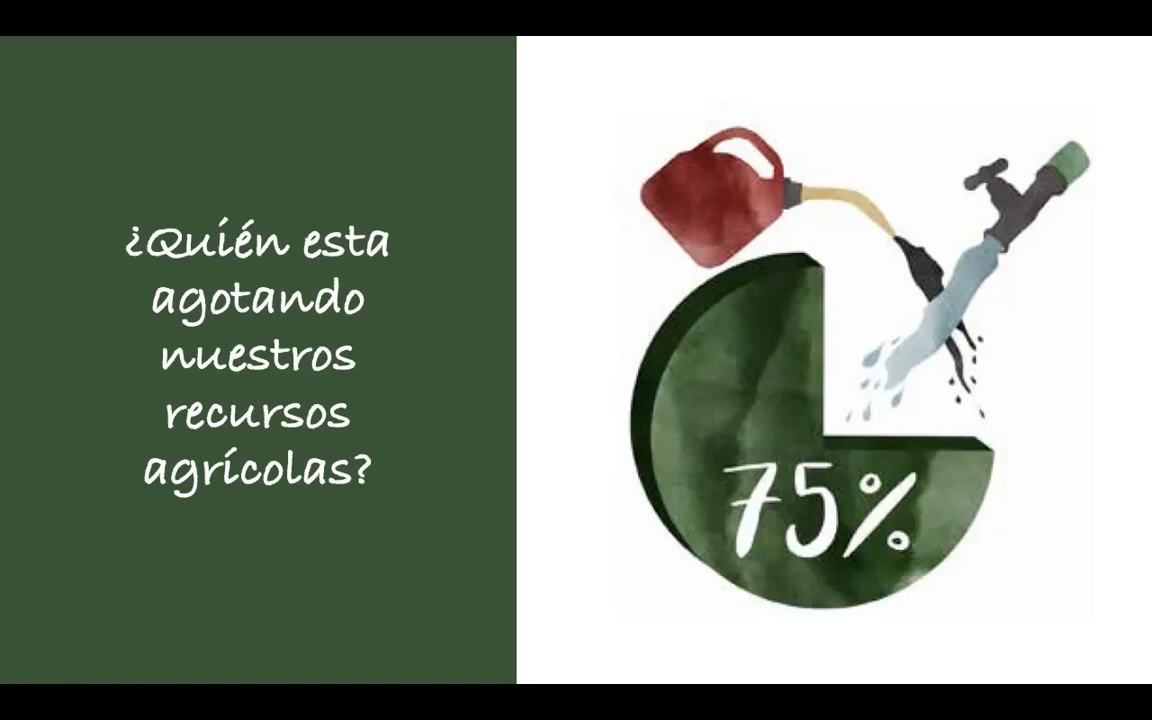 ¿Quién esta
agotando
nuestros
recursos
agrícolas?
75%